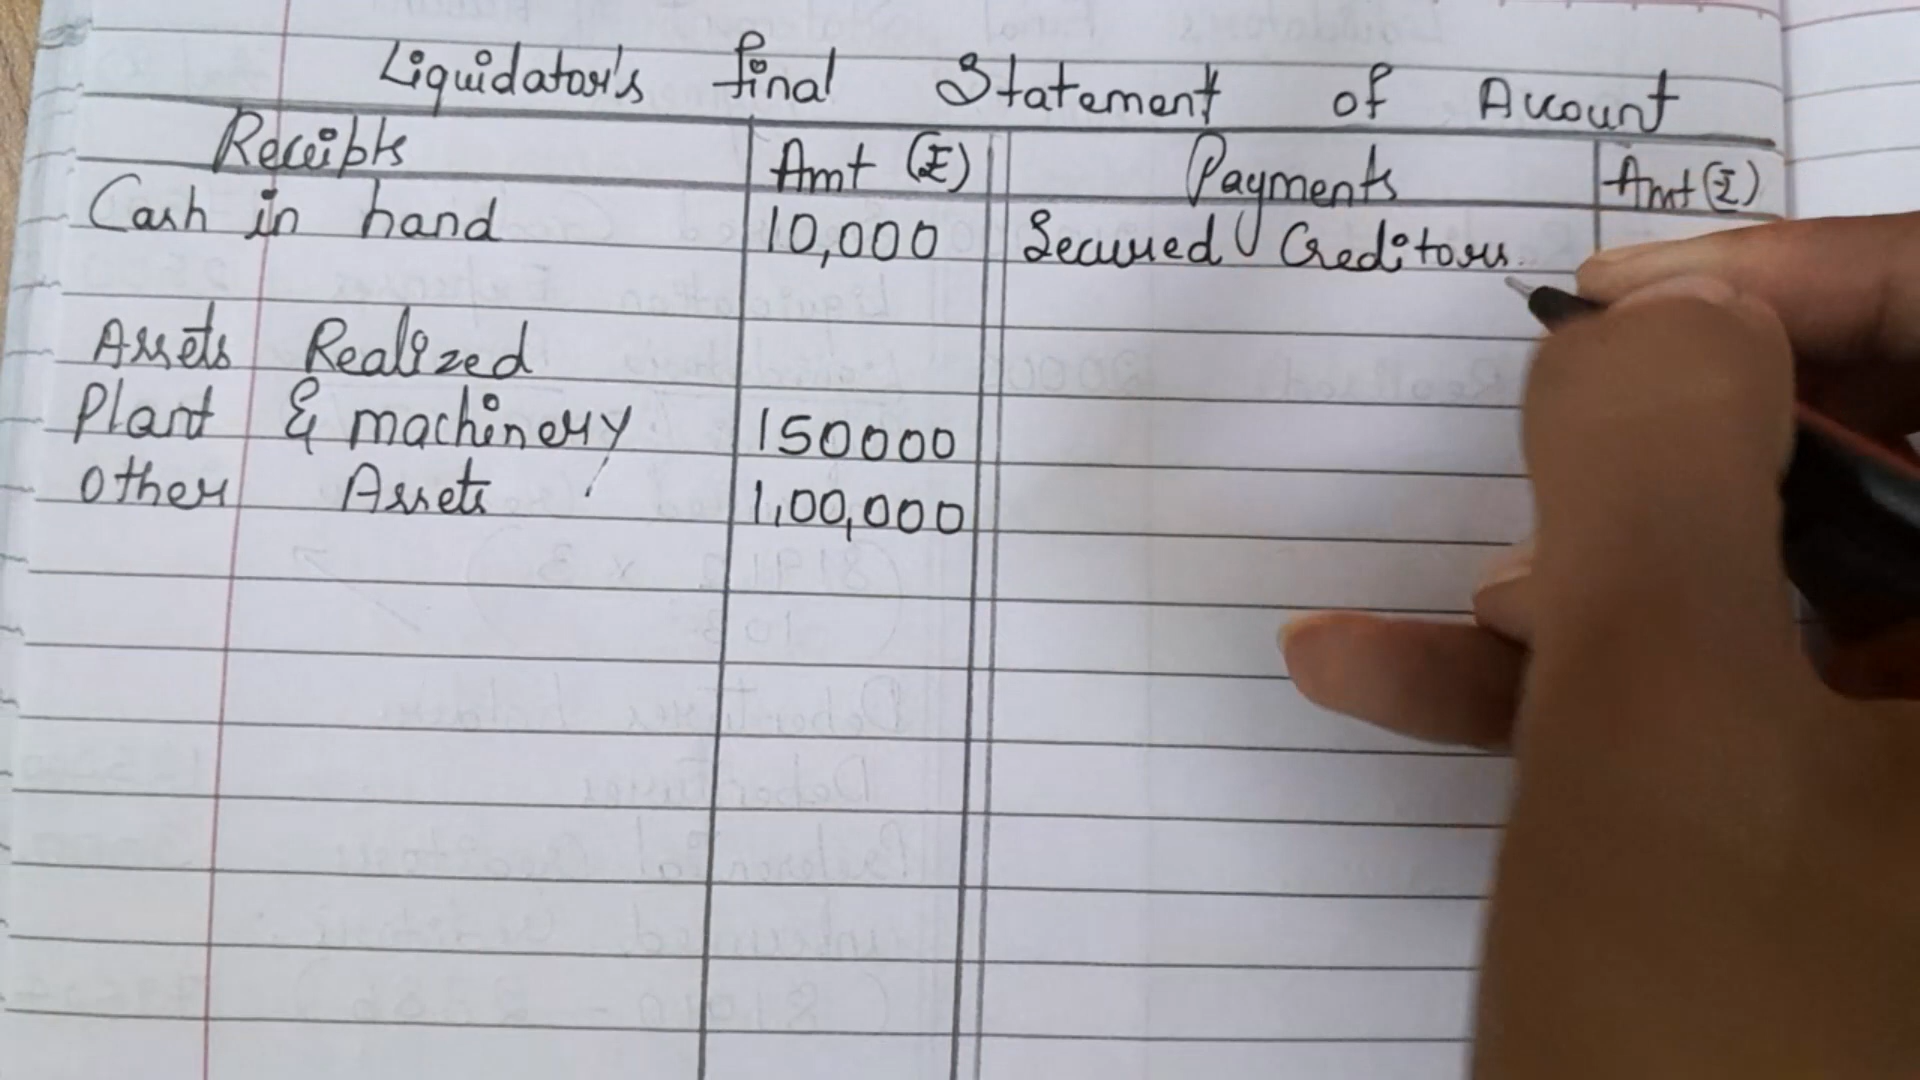 Liquidator's final Statement of Account
Receipts Amt (₹) Payments Amt (₹)
Cash in hand 10,000 Secured Creditors
Assets Realized
Plant & machinery 150000
Other Assets 1,00,000